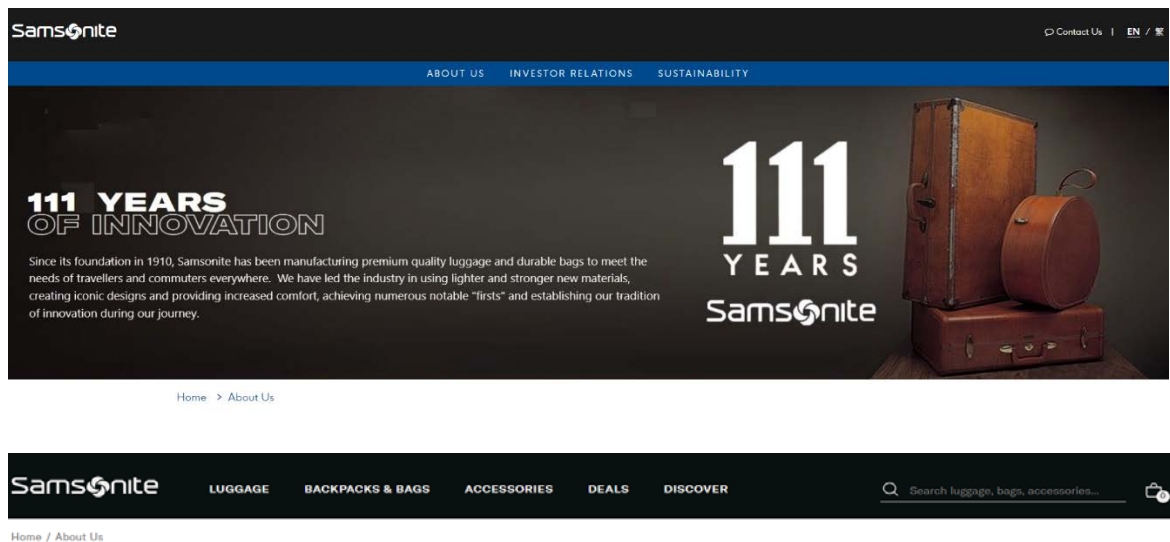 Samsonite
Contact Us | EN / 繁
ABOUT US INVESTOR RELATIONS SUSTAINABILITY
111 YEARS
OF INNOVATION
Since its foundation in 1910, Samsonite has been manufacturing premium quality luggage and durable bags to meet the
needs of travellers and commuters everywhere. We have led the industry in using lighter and stronger new materials,
creating iconic designs and providing increased comfort, achieving numerous notable "firsts" and establishing our tradition
of innovation during our journey.
111
YEARS
Samsonite
Home > About Us
Samsonite LUGGAGE BACKPACKS & BAGS ACCESSORIES DEALS DISCOVER Search luggage, bags, accessories... 0
Home / About Us